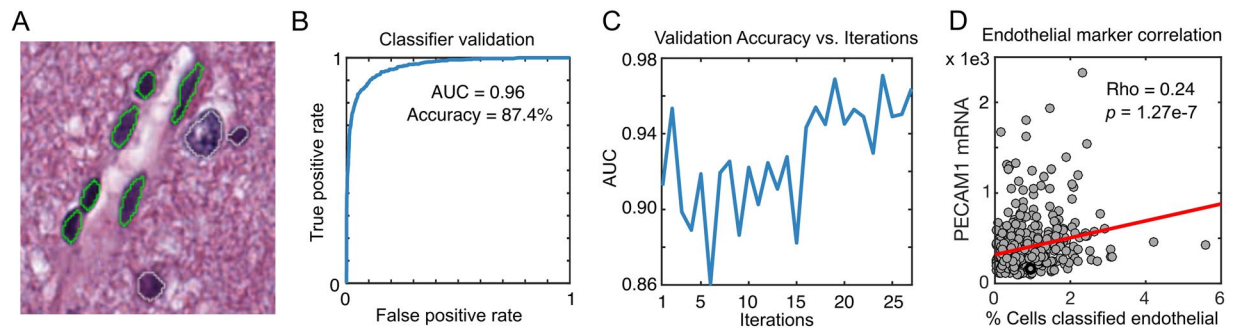 A
B
Classifier validation
1
AUC = 0.96
Accuracy = 87.4%
True positive rate
0
0
1
False positive rate
C
Validation Accuracy vs. Iterations
0.98
0.94
0.90
0.86
AUC
1
5
10
15
20
25
Iterations
D
Endothelial marker correlation
x 1e3
Rho = 0.24
p = 1.27e-7
2
1
0
PECAM1 mRNA
0
2
4
6
% Cells classified endothelial